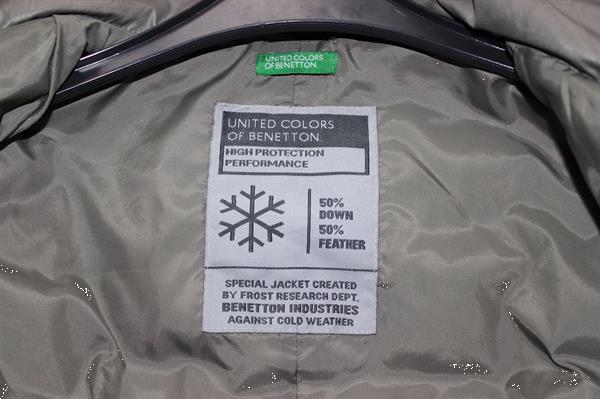 UNITED COLORS
OF BENETTON.
UNITED COLORS
OF BENETTON.
HIGH PROTECTION
PERFORMANCE
50%
DOWN
50%
FEATHER
SPECIAL JACKET CREATED
BY FROST RESEARCH DEPT.
BENETTON INDUSTRIES
AGAINST COLD WEATHER